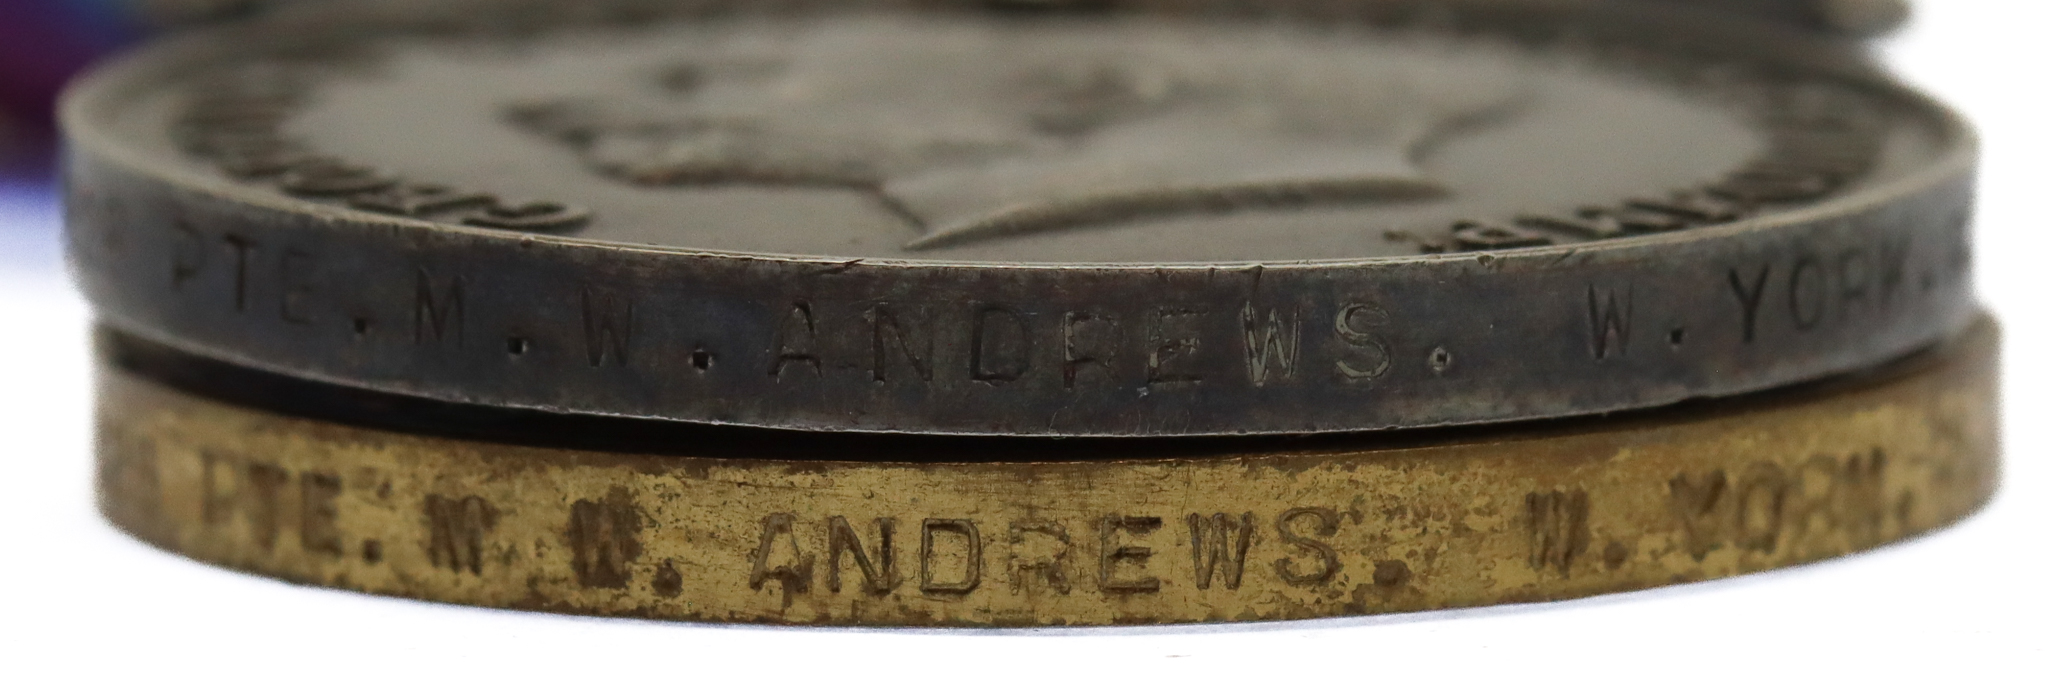 PTE. M. W. ANDREWS. W. YORK.
PTE. M. W. ANDREWS. W. YORK.